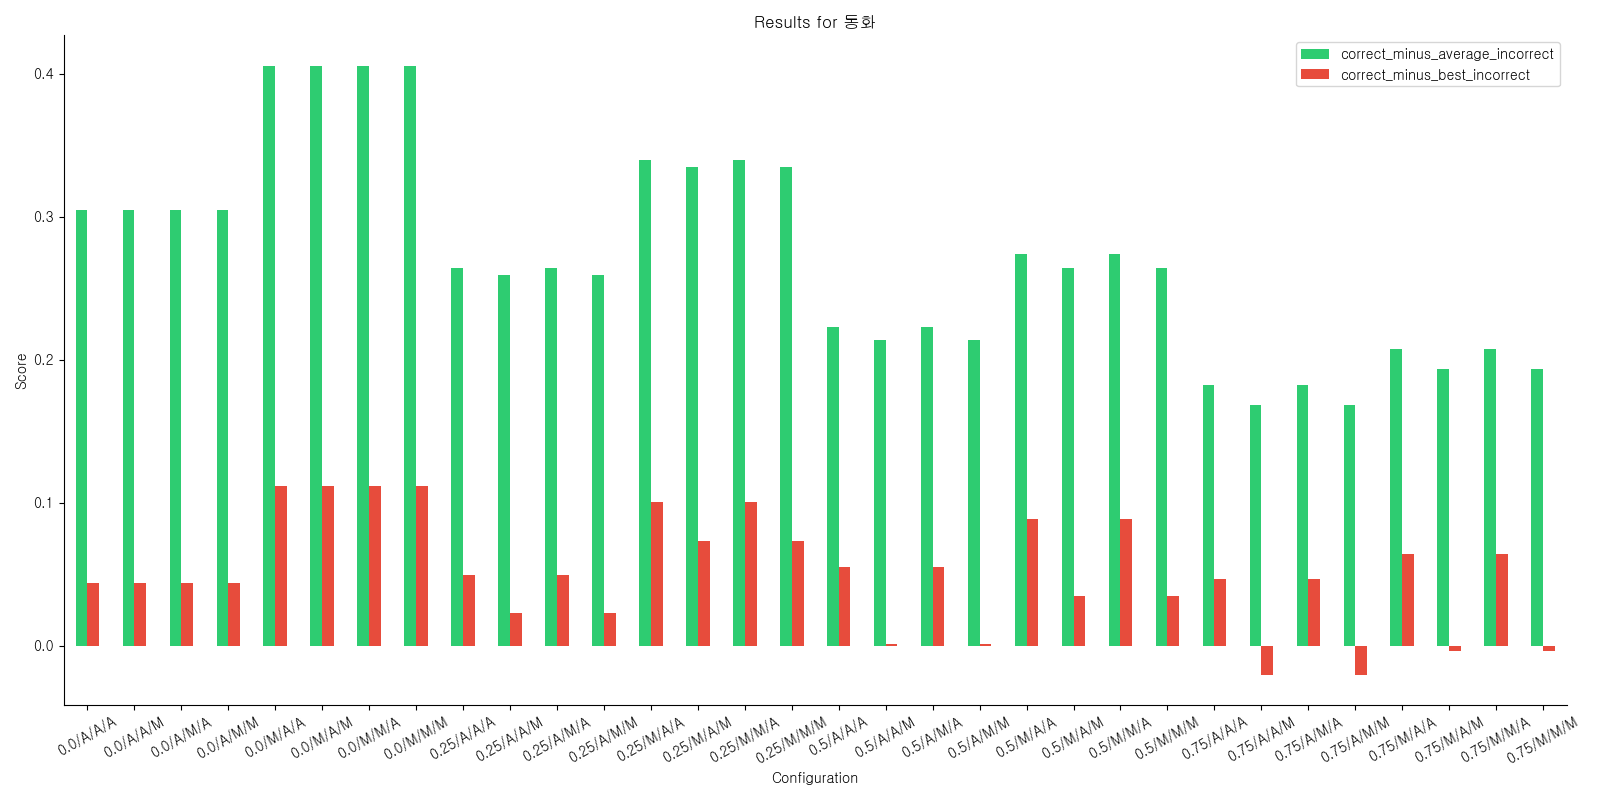 Results for 동화
correct_minus_average_incorrect
correct_minus_best_incorrect
Score
0.4
0.3
0.2
0.1
0.0
0.0/A/A/A
0.0/A/A/M
0.0/A/M/A
0.0/A/M/M
0.0/M/A/A
0.0/M/A/M
0.0/M/M/A
0.0/M/M/M
0.25/A/A/A
0.25/A/A/M
0.25/A/M/A
0.25/A/M/M
0.25/M/A/A
0.25/M/A/M
0.25/M/M/A
0.25/M/M/M
0.5/A/A/A
0.5/A/A/M
0.5/A/M/A
0.5/A/M/M
0.5/M/A/A
0.5/M/A/M
0.5/M/M/A
0.5/M/M/M
0.75/A/A/A
0.75/A/A/M
0.75/A/M/A
0.75/A/M/M
0.75/M/A/A
0.75/M/A/M
0.75/M/M/A
0.75/M/M/M
Configuration